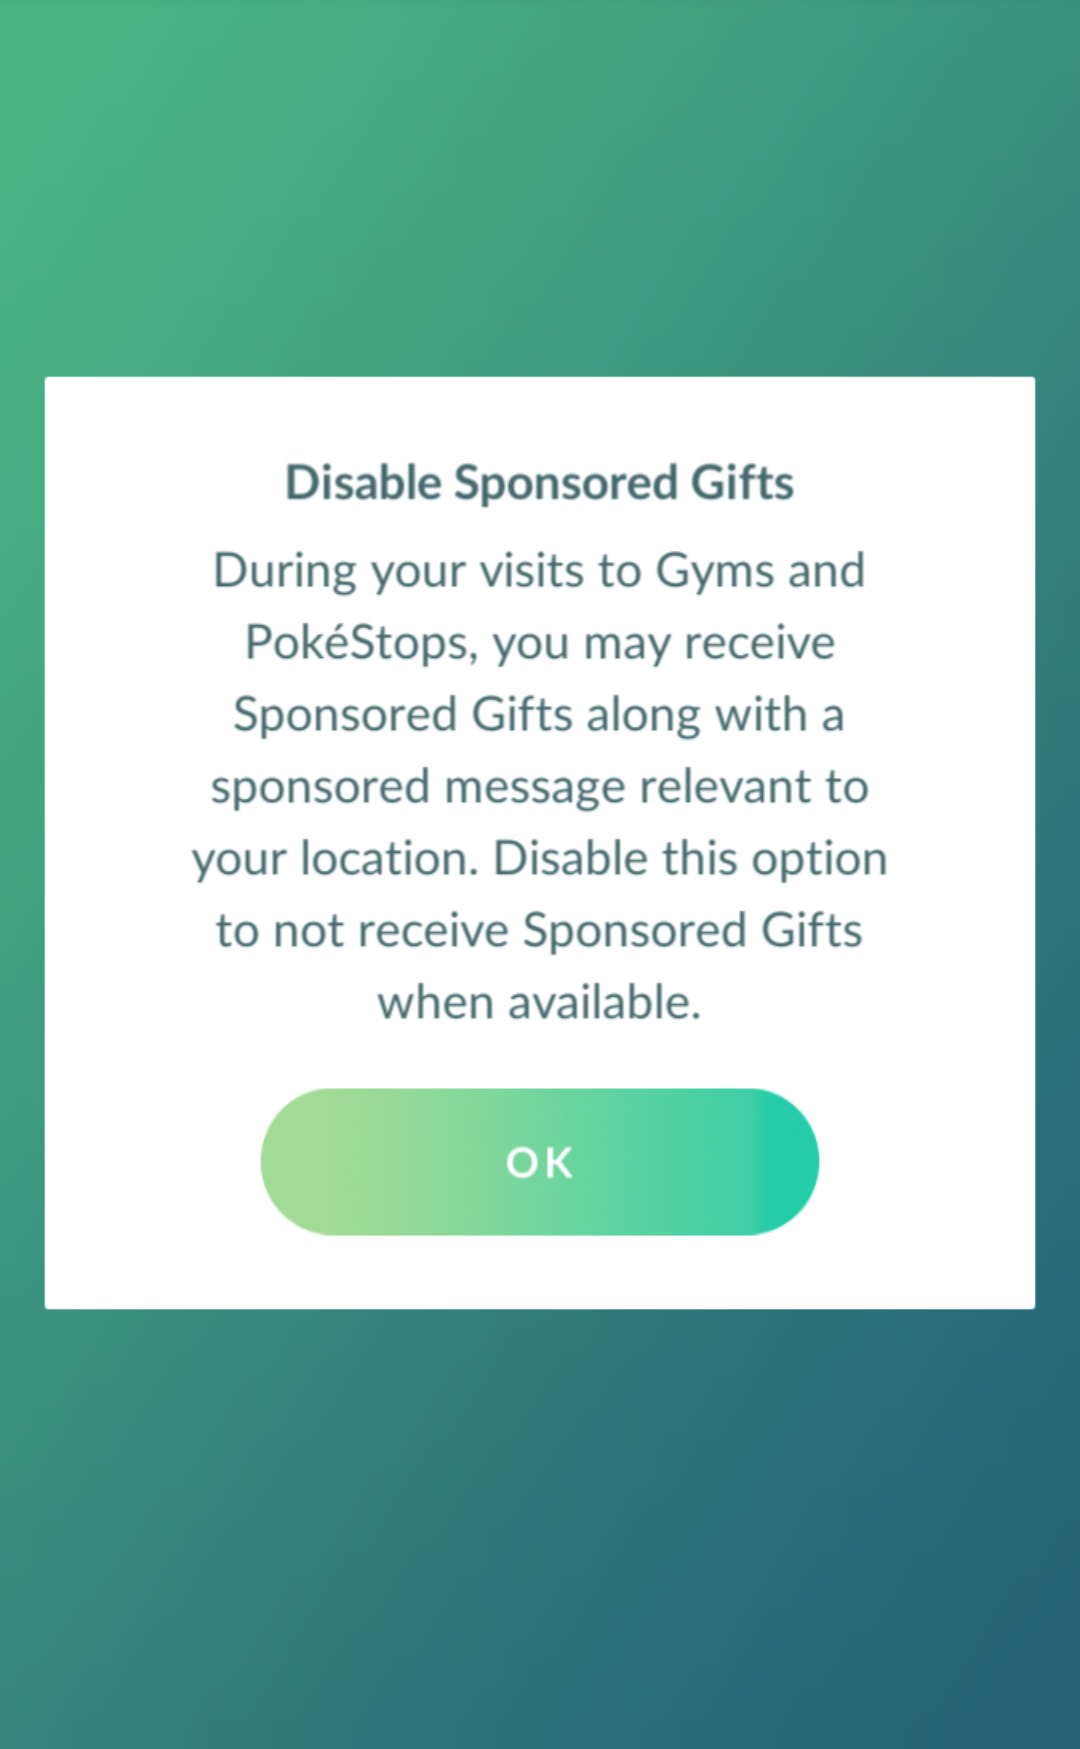 Disable Sponsored Gifts
During your visits to Gyms and
PokéStops, you may receive
Sponsored Gifts along with a
sponsored message relevant to
your location. Disable this option
to not receive Sponsored Gifts
when available.
OK